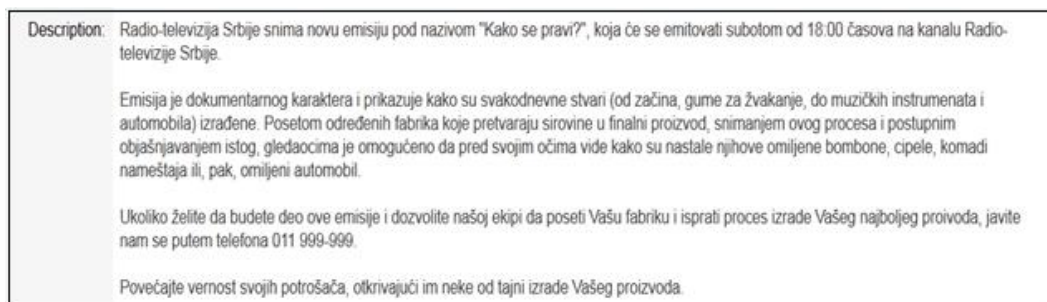 Description: Radio-televizija Srbije snima novu emisiju pod nazivom "Kako se pravi?", koja će se emitovati subotom od 18:00 časova na kanalu Radio-
televizije Srbije.
Emisija je dokumentarnog karaktera i prikazuje kako su svakodnevne stvari (od začina, gume za žvakanje, do muzičkih instrumenata i
automobila) izrađene. Posetom određenih fabrika koje pretvaraju sirovine u finalni proizvod, snimanjem ovog procesa i postupnim
objašnjavanjem istog, gledaocima je omogućeno da pred svojim očima vide kako su nastale njihove omiljene bombone, cipele, komadi
nameštaja ili, pak, omiljeni automobil.
Ukoliko želite da budete deo ove emisije i dozvolite našoj ekipi da poseti Vašu fabriku i isprati proces izrade Vašeg najboljeg proivoda, javite
nam se putem telefona 011 999-999.
Povećajte vernost svojih potrošača, otkrivajući im neke od tajni izrade Vašeg proizvoda.